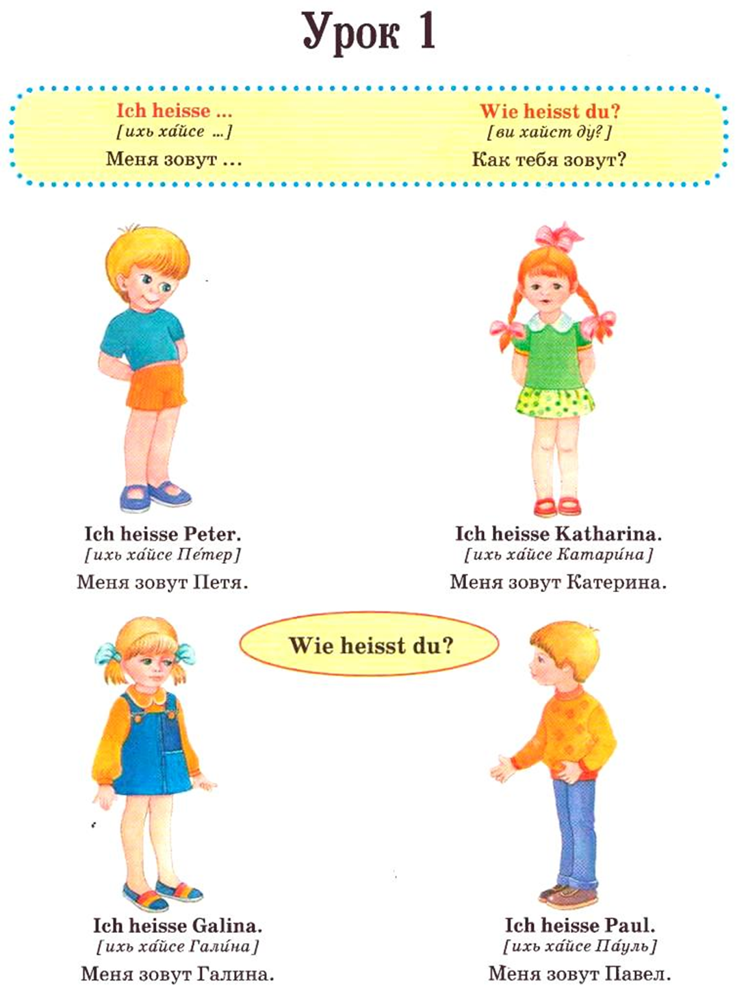 Урок 1
Ich heisse ...
[ихь ха́йсе ...]
Меня зовут ...
Wie heisst du?
[ви хайст ду?]
Как тебя зовут?
Ich heisse Peter.
[ихь ха́йсе Пе́тер]
Меня зовут Петя.
Ich heisse Katharina.
[ихь ха́йсе Катари́на]
Меня зовут Катерина.
Wie heisst du?
Ich heisse Galina.
[ихь ха́йсе Гали́на]
Меня зовут Галина.
Ich heisse Paul.
[ихь ха́йсе Па́уль]
Меня зовут Павел.